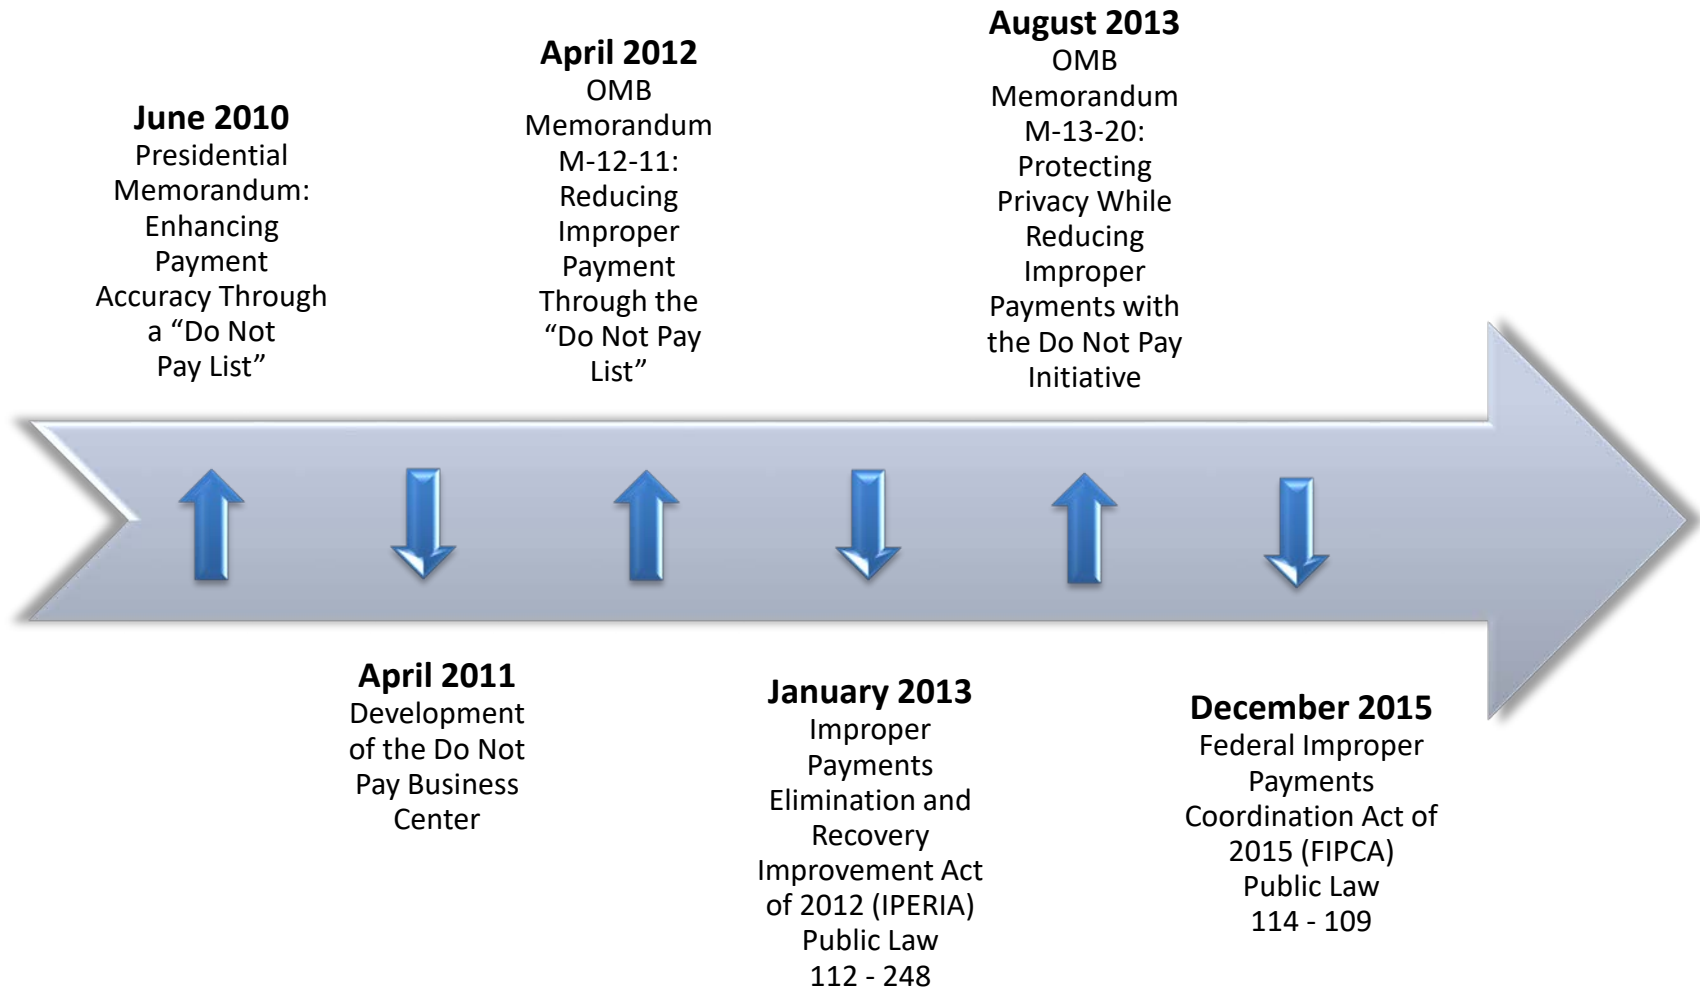 June 2010
Presidential
Memorandum:
Enhancing
Payment
Accuracy Through
a “Do Not
Pay List”
April 2011
Development
of the Do Not
Pay Business
Center
April 2012
OMB
Memorandum
M-12-11:
Reducing
Improper
Payment
Through the
“Do Not Pay
List”
January 2013
Improper
Payments
Elimination and
Recovery
Improvement Act
of 2012 (IPERIA)
Public Law
112 - 248
August 2013
OMB
Memorandum
M-13-20:
Protecting
Privacy While
Reducing
Improper
Payments with
the Do Not Pay
Initiative
December 2015
Federal Improper
Payments
Coordination Act of
2015 (FIPCA)
Public Law
114 - 109